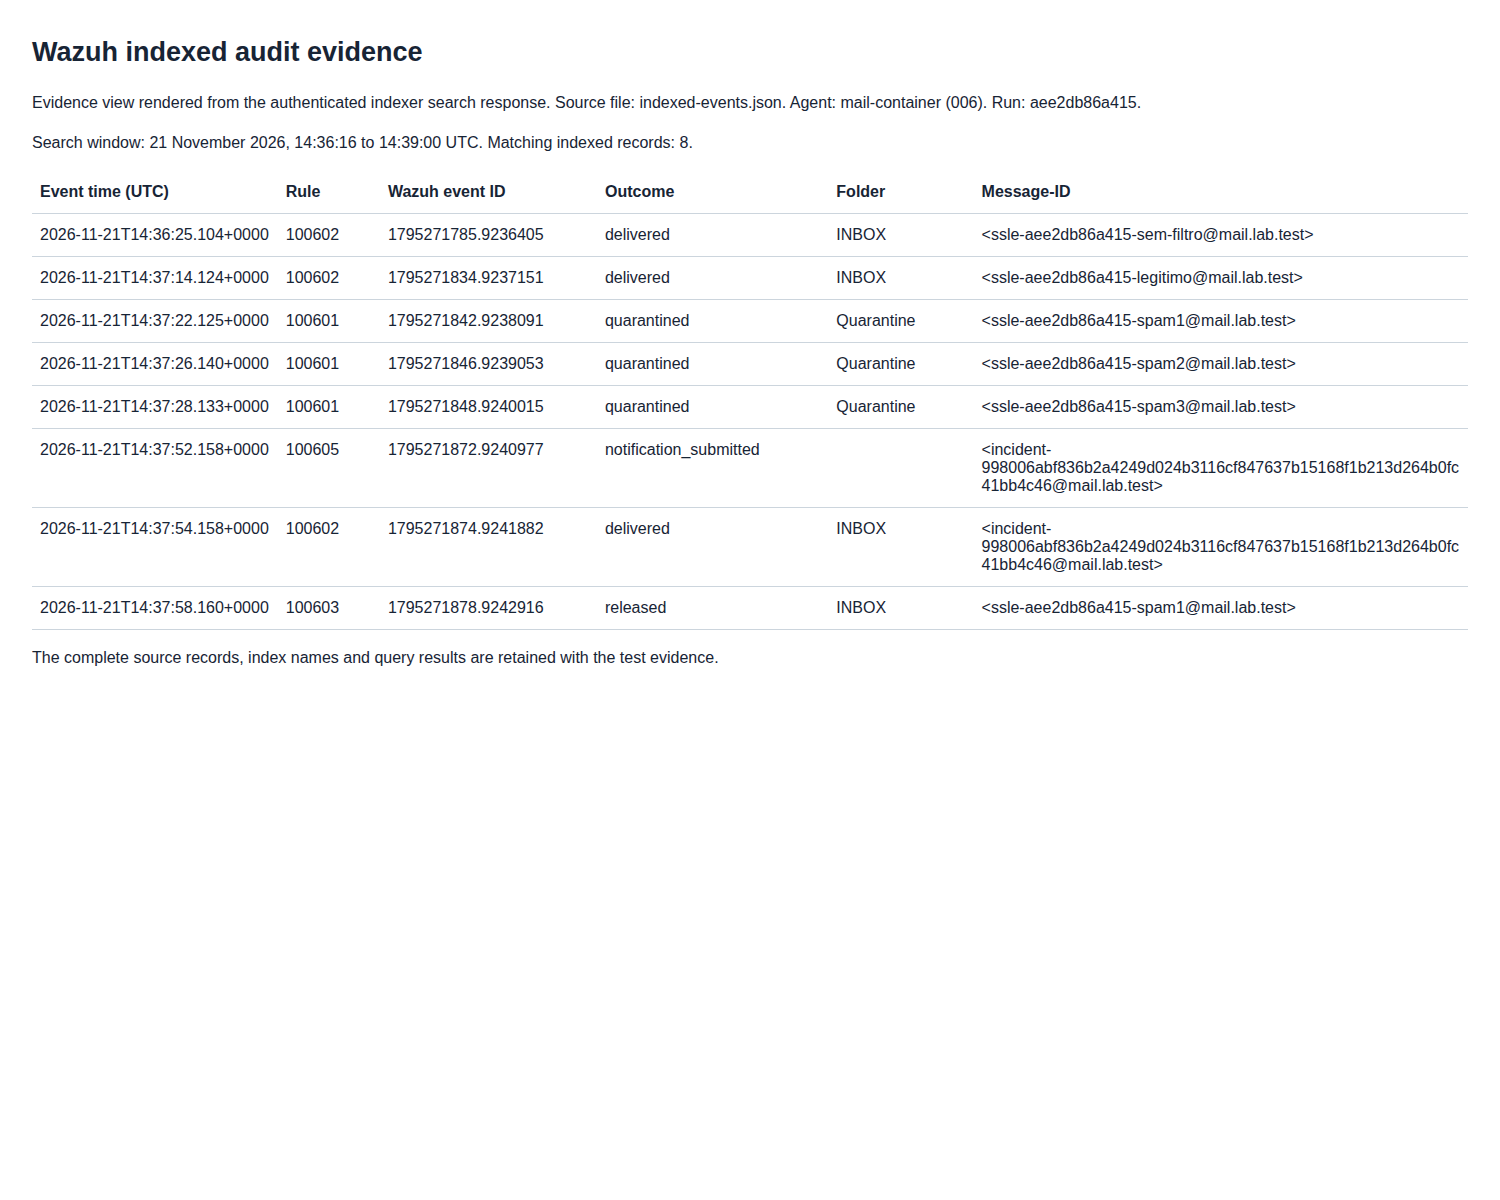 Wazuh indexed audit evidence
Evidence view rendered from the authenticated indexer search response. Source file: indexed-events.json. Agent: mail-container (006). Run: aee2db86a415.
Search window: 21 November 2026, 14:36:16 to 14:39:00 UTC. Matching indexed records: 8.
Event time (UTC) Rule Wazuh event ID Outcome Folder Message-ID
2026-11-21T14:36:25.104+0000 100602 1795271785.9236405 delivered INBOX <ssle-aee2db86a415-sem-filtro@mail.lab.test>
2026-11-21T14:37:14.124+0000 100602 1795271834.9237151 delivered INBOX <ssle-aee2db86a415-legitimo@mail.lab.test>
2026-11-21T14:37:22.125+0000 100601 1795271842.9238091 quarantined Quarantine <ssle-aee2db86a415-spam1@mail.lab.test>
2026-11-21T14:37:26.140+0000 100601 1795271846.9239053 quarantined Quarantine <ssle-aee2db86a415-spam2@mail.lab.test>
2026-11-21T14:37:28.133+0000 100601 1795271848.9240015 quarantined Quarantine <ssle-aee2db86a415-spam3@mail.lab.test>
2026-11-21T14:37:52.158+0000 100605 1795271872.9240977 notification_submitted <incident-
998006abf836b2a4249d024b3116cf847637b15168f1b213d264b0fc
41bb4c46@mail.lab.test>
2026-11-21T14:37:54.158+0000 100602 1795271874.9241882 delivered INBOX <incident-
998006abf836b2a4249d024b3116cf847637b15168f1b213d264b0fc
41bb4c46@mail.lab.test>
2026-11-21T14:37:58.160+0000 100603 1795271878.9242916 released INBOX <ssle-aee2db86a415-spam1@mail.lab.test>
The complete source records, index names and query results are retained with the test evidence.